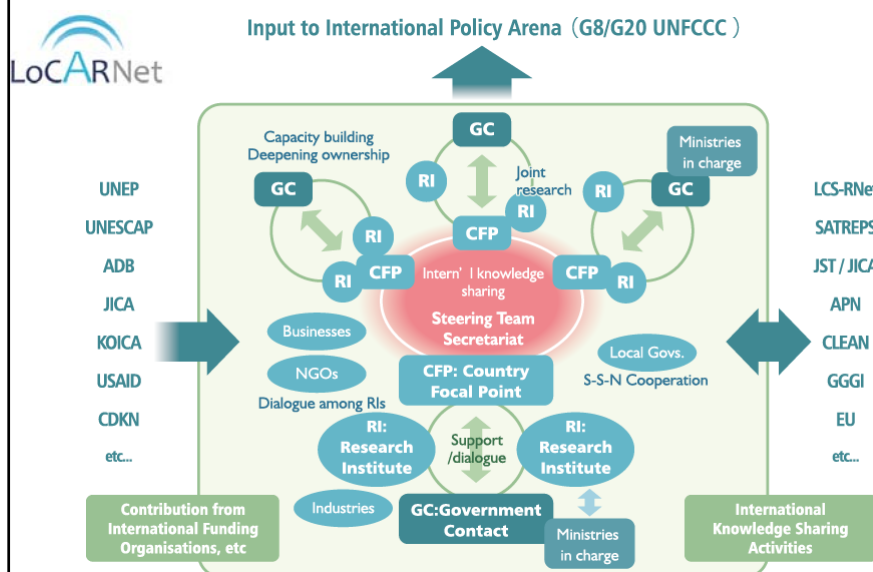 LoCARNet
Input to International Policy Arena (G8/G20 UNFCCC )
Capacity building
Deepening ownership
GC
RI
Joint
research
RI
CFP
GC
RI
RI
CFP
Ministries
in charge
GC
RI
CFP
RI
Intern' l knowledge
sharing
Steering Team
Secretariat
UNEP
UNESCAP
ADB
JICA
KOICA
USAID
CDKN
etc...
LCS-RNet
SATREPS
JST / JICA
APN
CLEAN
GGGI
EU
etc...
Businesses
NGOs
Dialogue among RIs
Local Govs.
S-S-N Cooperation
CFP: Country
Focal Point
RI:
Research
Institute
Support
/dialogue
RI:
Research
Institute
Industries
GC:Government
Contact
Ministries
in charge
Contribution from
International Funding
Organisations, etc
International
Knowledge Sharing
Activities